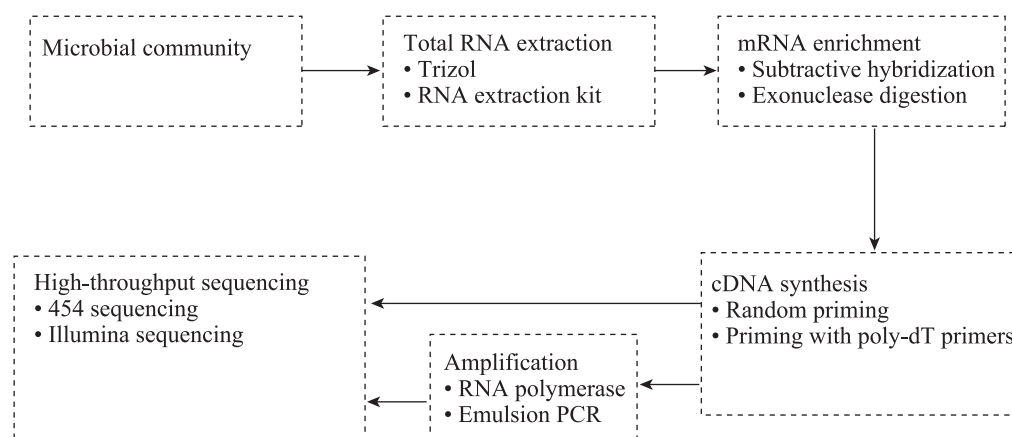 Microbial community
Total RNA extraction
• Trizol
• RNA extraction kit
mRNA enrichment
• Subtractive hybridization
• Exonuclease digestion
cDNA synthesis
• Random priming
• Priming with poly-dT primers
Amplification
• RNA polymerase
• Emulsion PCR
High-throughput sequencing
• 454 sequencing
• Illumina sequencing